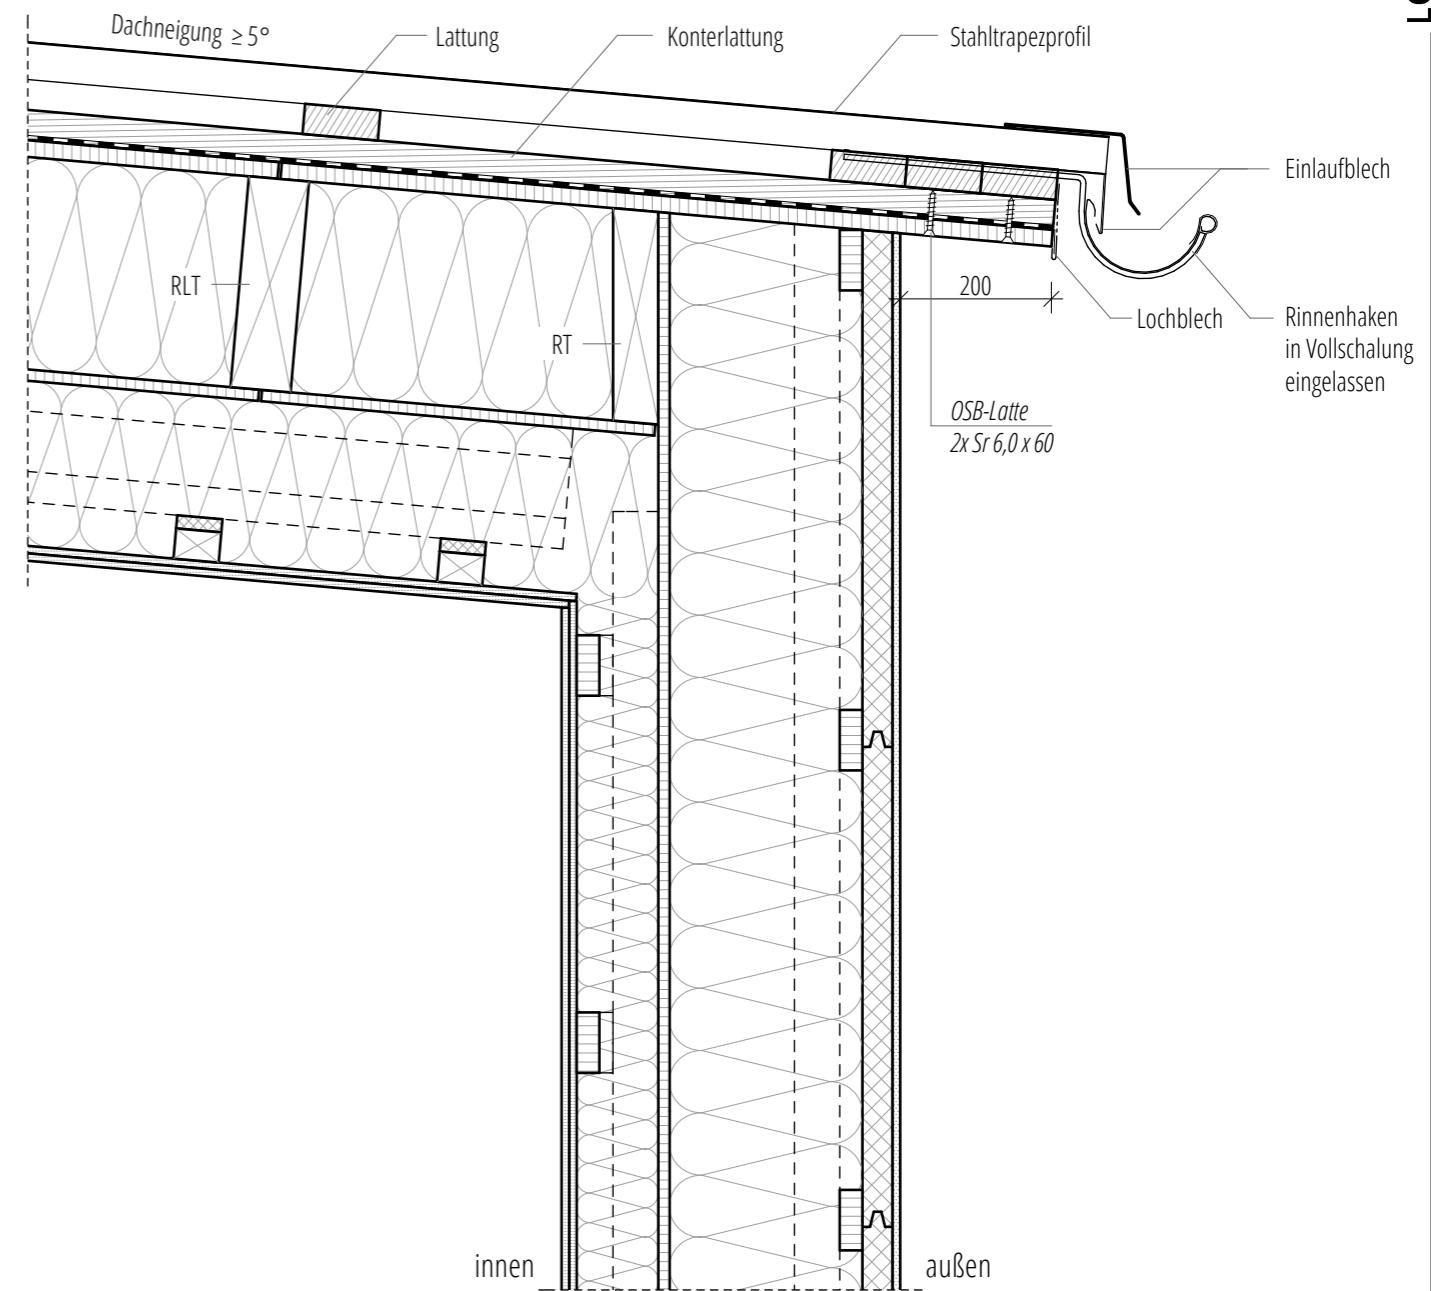 Dachneigung ≥ 5°
Lattung
Konterlattung
Stahltrapezprofil
Einlaufblech
RLT
RT
200
Lochblech
Rinnenhaken
in Vollschalung
eingelassen
OSB-Latte
2x Sr 6,0 x 60
innen
außen